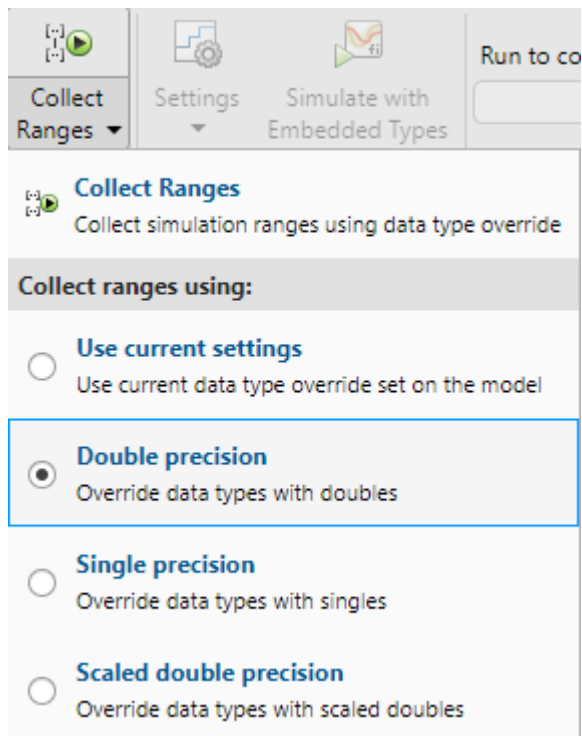 Collect
Ranges
Settings
Simulate with
Embedded Types
fi
Run to co
Collect Ranges
Collect simulation ranges using data type override
Collect ranges using:
Use current settings
Use current data type override set on the model
Double precision
Override data types with doubles
Single precision
Override data types with singles
Scaled double precision
Override data types with scaled doubles